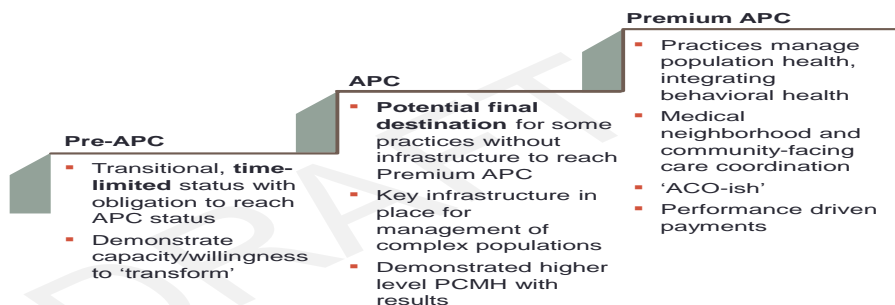 Premium APC
Practices manage
population health,
integrating
behavioral health
Medical
neighborhood and
community-facing
care coordination
‘ACO-ish’
Performance driven
payments
APC
Potential final
destination for some
practices without
infrastructure to reach
Premium APC
Key infrastructure in
place for
management of
complex populations
Demonstrated higher
level PCMH with
results
Pre-APC
Transitional, time-
limited status with
obligation to reach
APC status
Demonstrate
capacity/willingness
to ‘transform’
DRAFT